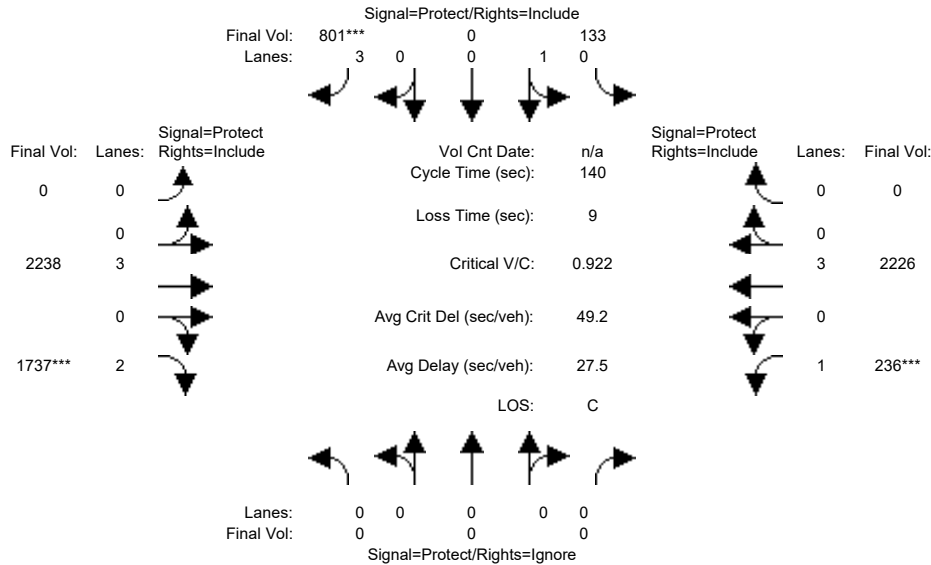 Signal=Protect/Rights=Include
Final Vol: 801*** 0 133
Lanes: 3 0 0 1 0
Signal=Protect Signal=Protect
Final Vol: Lanes: Rights=Include Vol Cnt Date: n/a Rights=Include Lanes: Final Vol:
Cycle Time (sec): 140
0 0 0 0
Loss Time (sec): 9
0 0
2238 3 Critical V/C: 0.922 3 2226
0 Avg Crit Del (sec/veh): 49.2 0
1737*** 2 Avg Delay (sec/veh): 27.5 1 236***
LOS: C
Lanes: 0 0 0 0 0
Final Vol: 0 0 0
Signal=Protect/Rights=Ignore